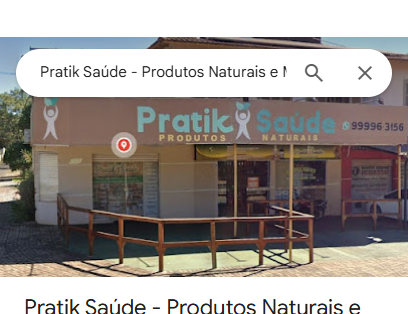 Pratik Saúde - Produtos Naturais e M
Pratik Saúde
99996 3156
PRODUTOS NATURAIS
Pratik Saúde - Produtos Naturais e